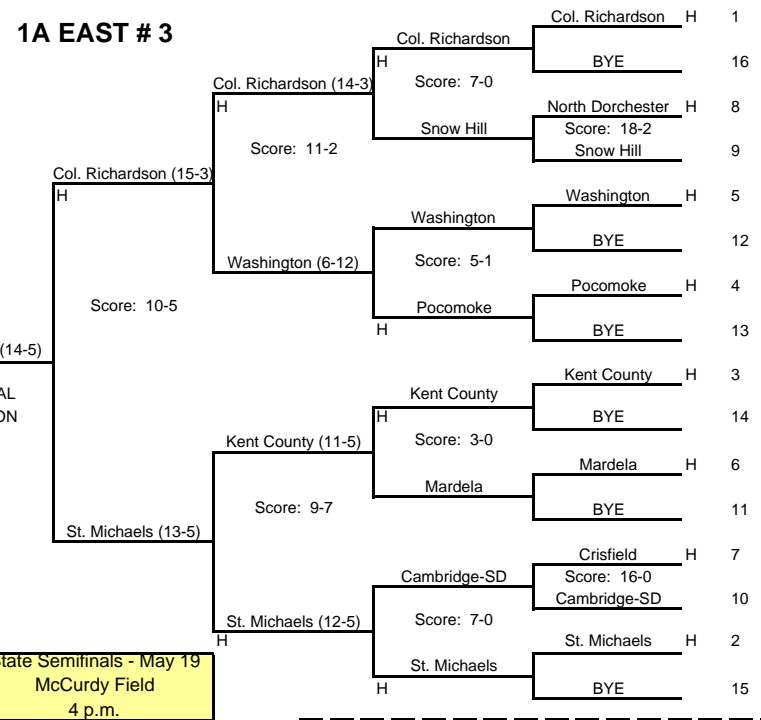 1A EAST # 3
Col. Richardson H 1
BYE 16
North Dorchester H 8
Score: 18-2
Snow Hill 9
Washington H 5
BYE 12
Pocomoke H 4
BYE 13
Kent County H 3
BYE 14
Mardela H 6
BYE 11
Crisfield H 7
Score: 16-0
Cambridge-SD 10
St. Michaels H 2
BYE 15
Col. Richardson
H
Score: 7-0
Snow Hill
Washington
Score: 5-1
Pocomoke
H
Kent County
H
Score: 3-0
Mardela
Cambridge-SD
Score: 7-0
St. Michaels
H
Col. Richardson (14-3)
H
Score: 11-2
Washington (6-12)
Kent County (11-5)
Score: 9-7
St. Michaels (12-5)
H
Col. Richardson (15-3)
H
Score: 10-5
St. Michaels (13-5)
(14-5)
AL
ON
State Semifinals - May 19
McCurdy Field
4 p.m.